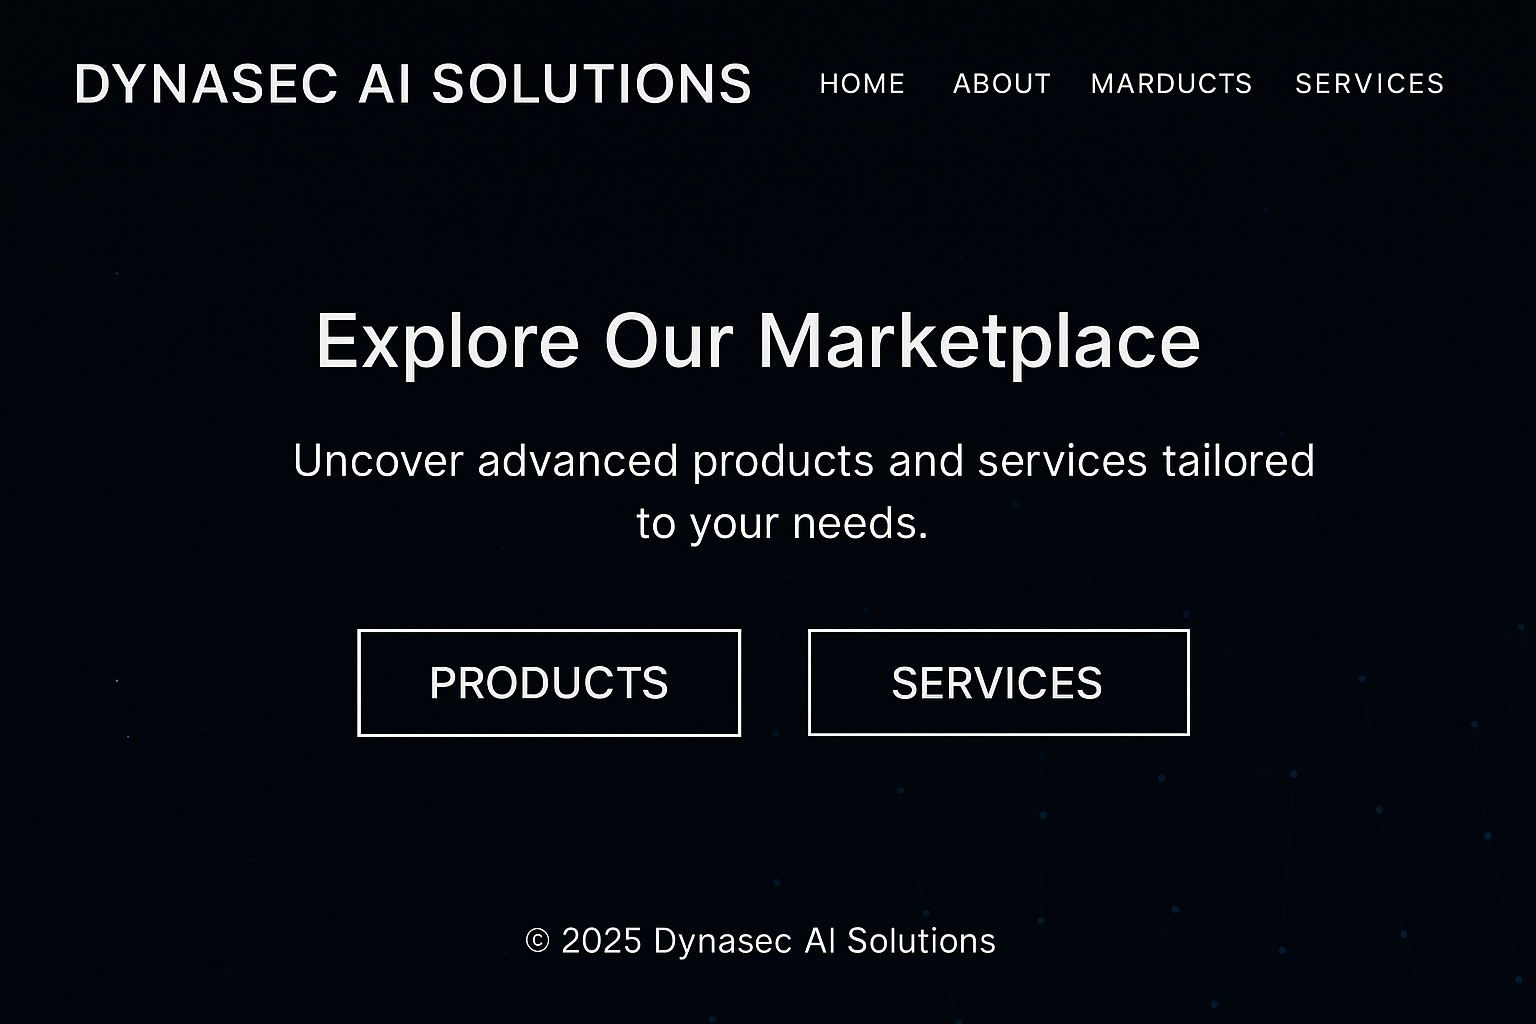 DYNASEC AI SOLUTIONS HOME ABOUT MARDUCTS SERVICES
Explore Our Marketplace
Uncover advanced products and services tailored
to your needs.
PRODUCTS SERVICES
© 2025 Dynasec AI Solutions